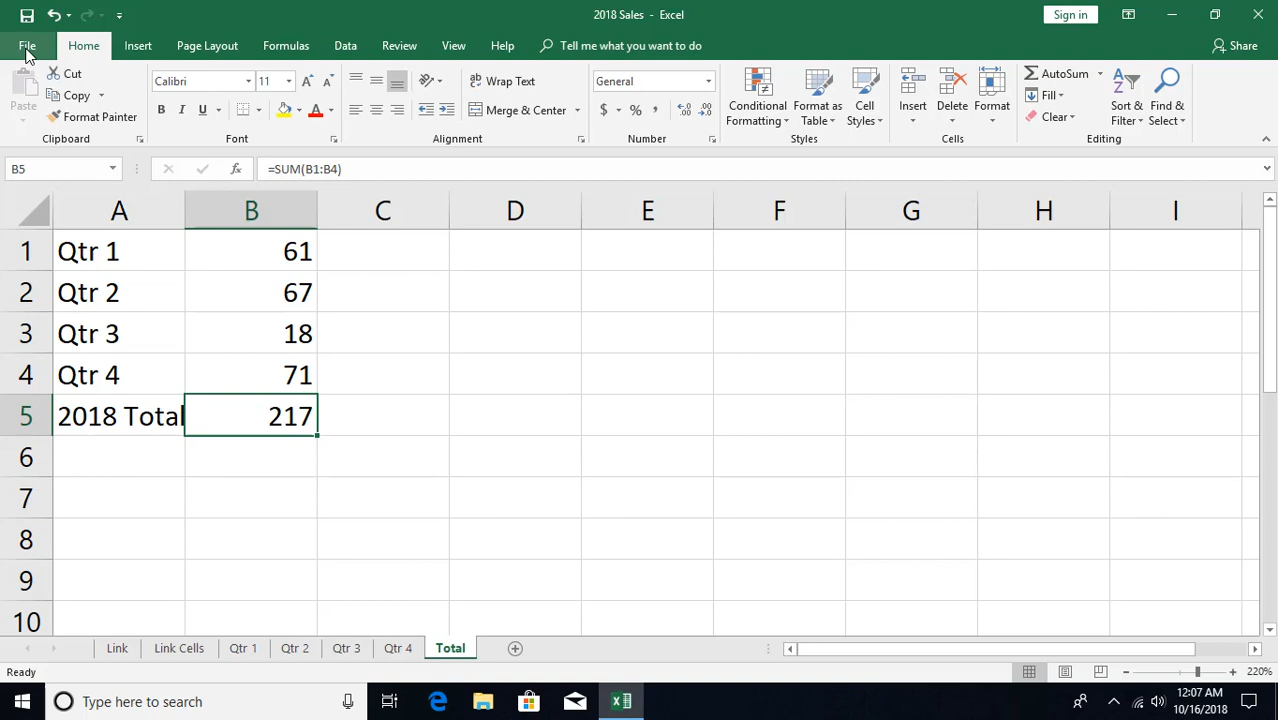 2018 Sales - Excel
Sign in
File Home Insert Page Layout Formulas Data Review View Help Tell me what you want to do Share
Paste Cut Copy Format Painter Clipboard
Calibri 11 B I U A A A Font
ab Wrap Text Merge & Center Alignment
General $ % , .00 Number
Conditional Formatting Format as Table Cell Styles Styles
Insert Delete Format Cells
AutoSum Fill Clear Sort & Filter Find & Select Editing
B5 fx =SUM(B1:B4)
A B C D E F G H I
1 Qtr 1 61
2 Qtr 2 67
3 Qtr 3 18
4 Qtr 4 71
5 2018 Total 217
6
7
8
9
10
Link Link Cells Qtr 1 Qtr 2 Qtr 3 Qtr 4 Total
Ready 220%
Type here to search
12:07 AM
10/16/2018